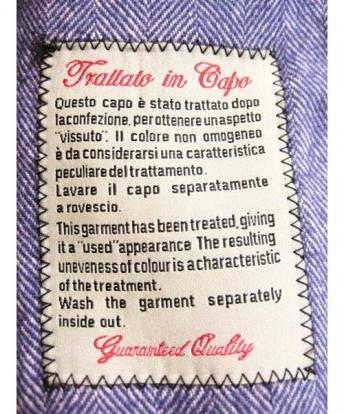 Trattato in Capo
Questo capo è stato trattato dopo
laconfezione, perottenere unaspetto
"vissuto". Il colore non omogeneo
è da considerarsi una caratteristica
peculiare del trattamento.
Lavare il capo separatamente
a rovescio.
This garment has been treated, giving
it a "used" appearance The resulting
uneveness of colour is a characteristic
of the treatment.
Wash the garment separately
inside out.
Guaranteed Quality